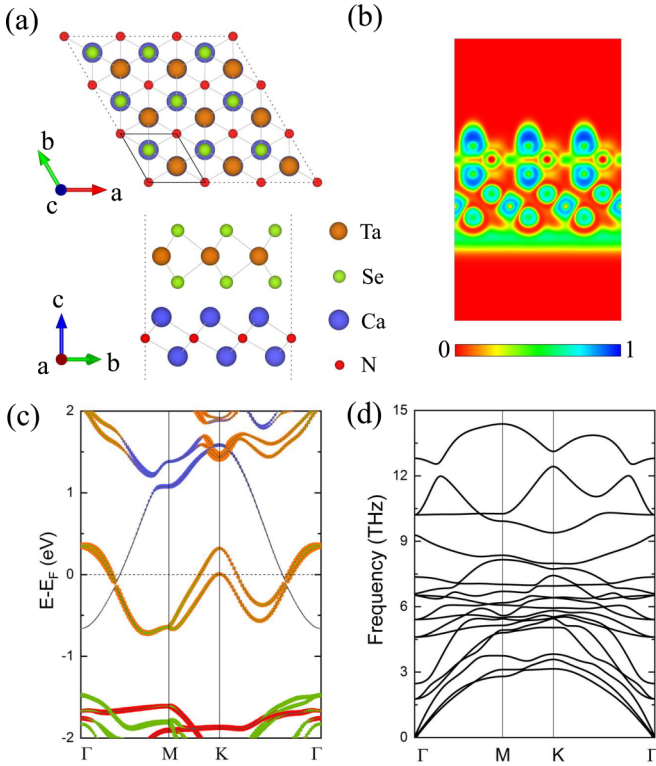 (a)
b
c
a
c
a
b
Ta
Se
Ca
N
(b)
0
1
(c)
2
1
0
-1
-2
E-E_F (eV)
Γ
M
K
Γ
(d)
15
12
9
6
3
0
Frequency (THz)
Γ
M
K
Γ